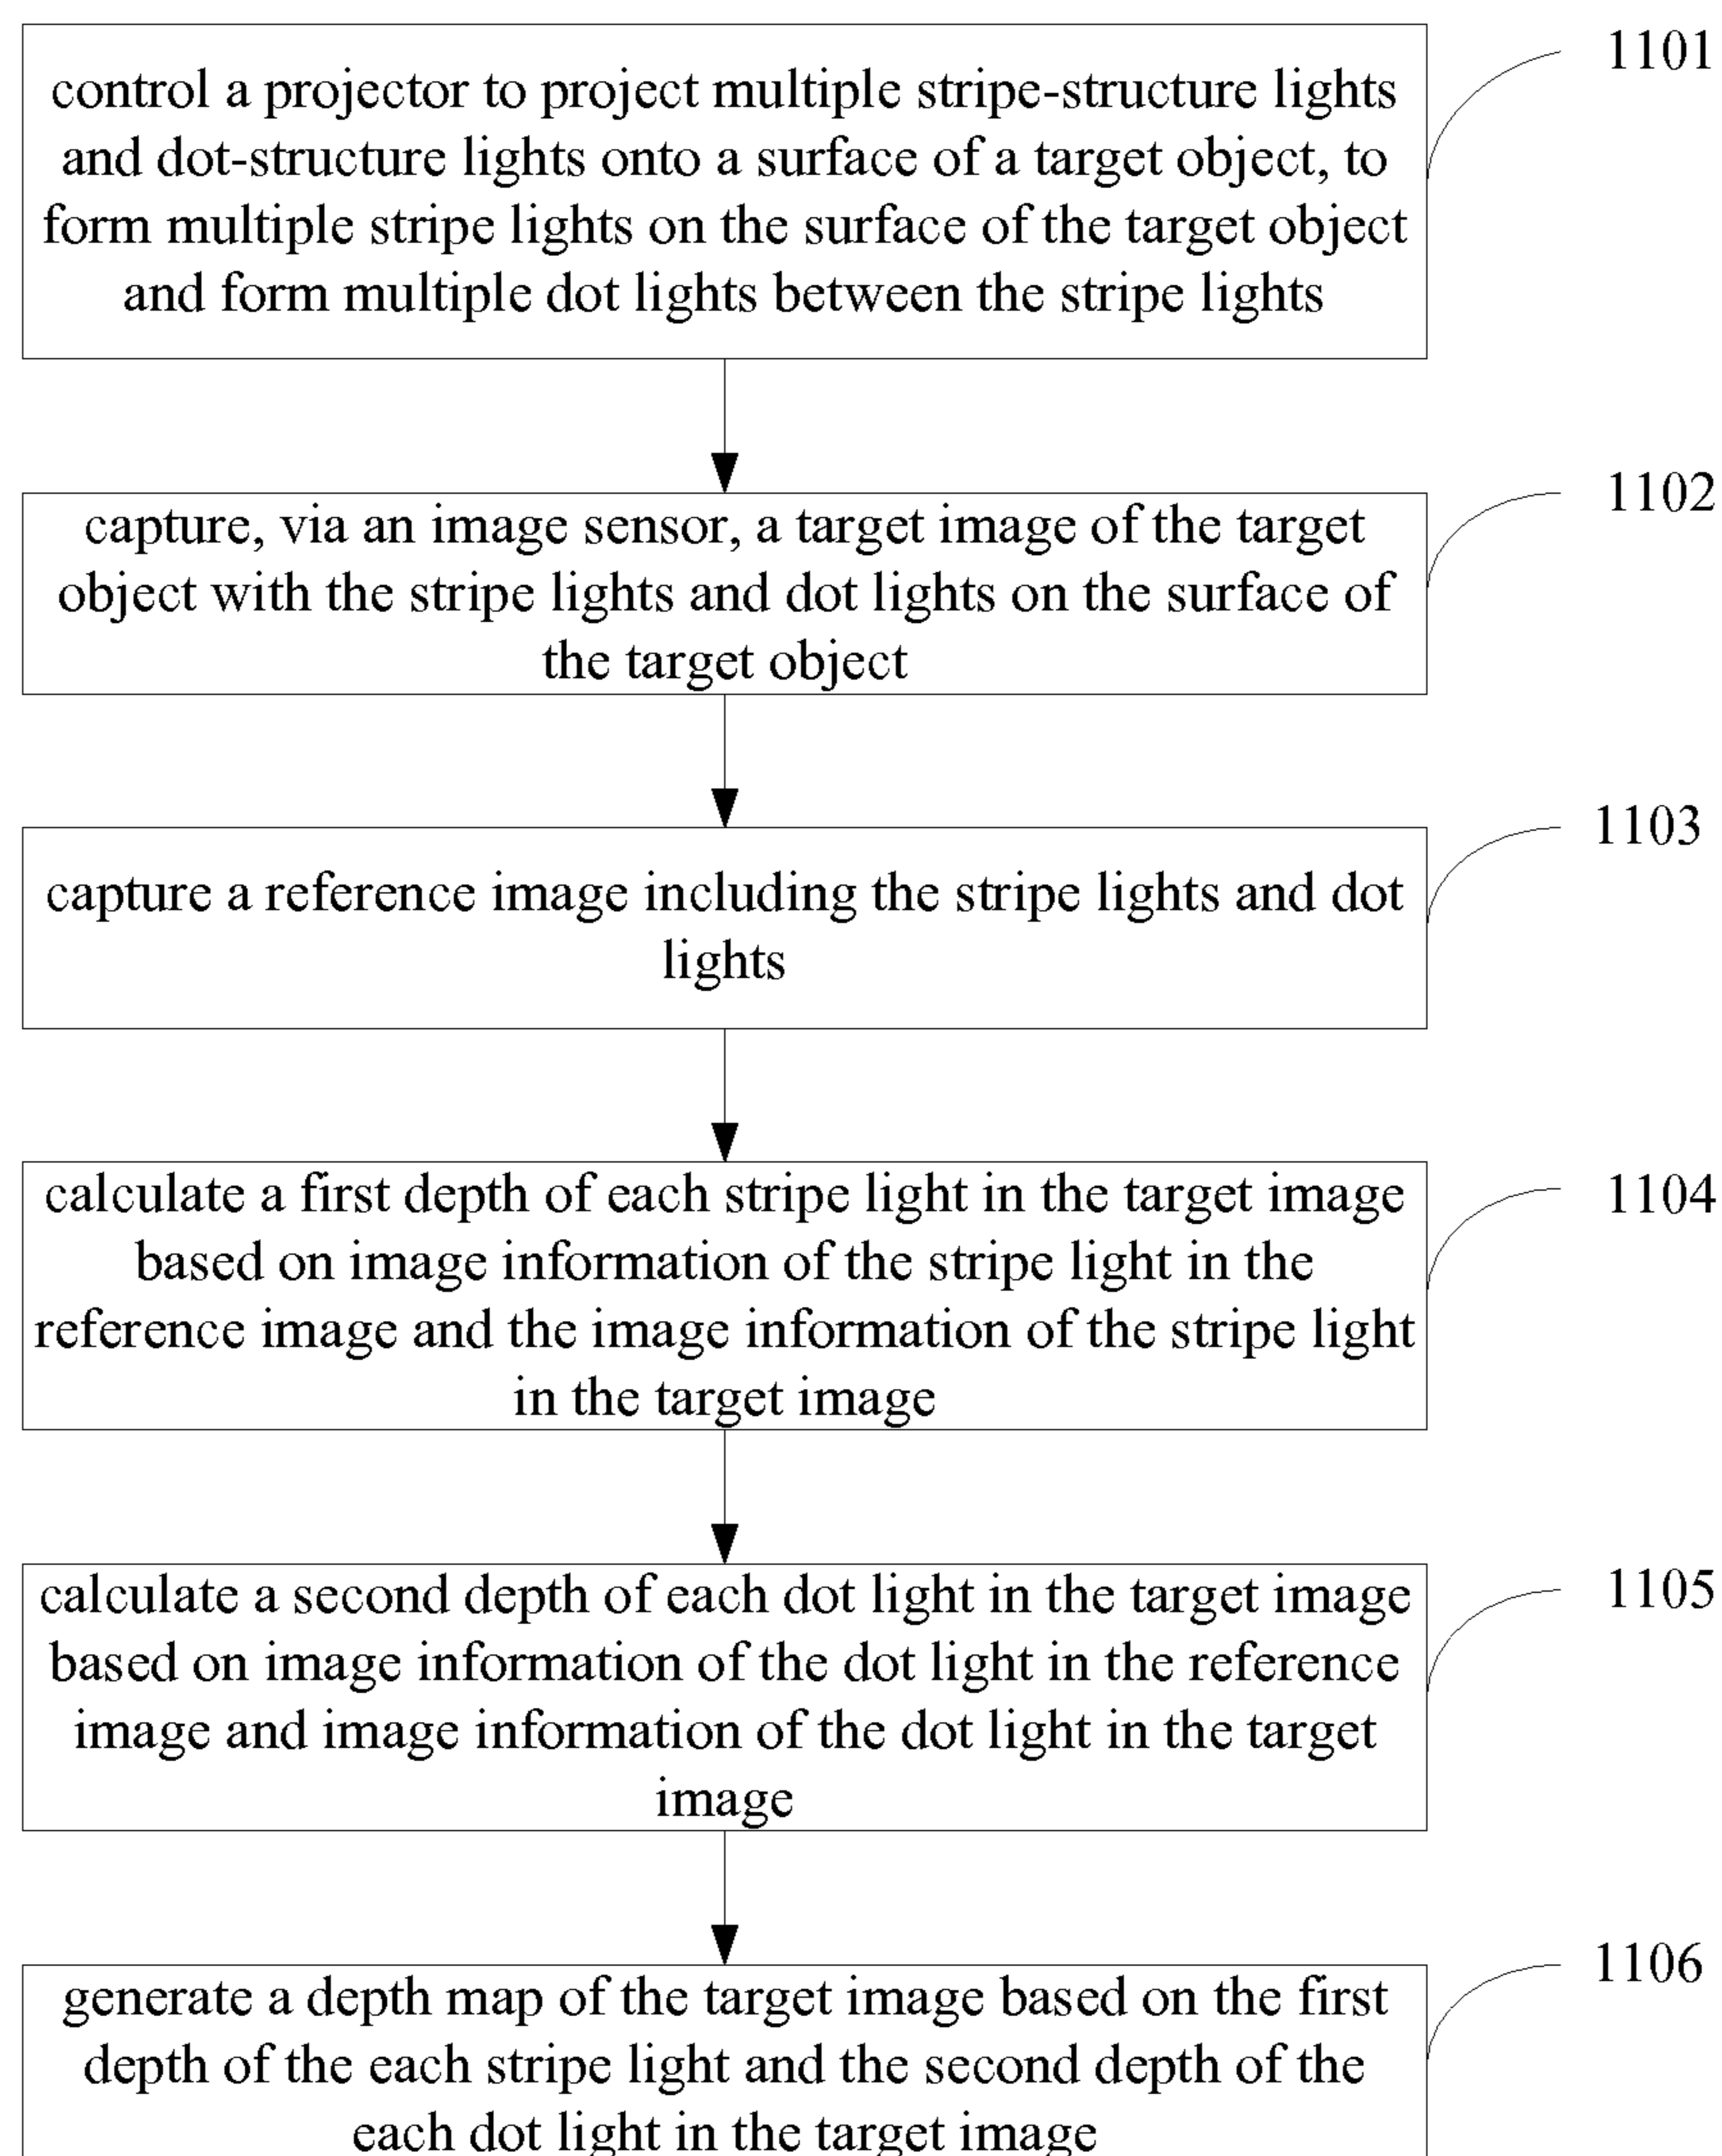 control a projector to project multiple stripe-structure lights
and dot-structure lights onto a surface of a target object, to
form multiple stripe lights on the surface of the target object
and form multiple dot lights between the stripe lights
1101
capture, via an image sensor, a target image of the target
object with the stripe lights and dot lights on the surface of
the target object
1102
capture a reference image including the stripe lights and dot
lights
1103
calculate a first depth of each stripe light in the target image
based on image information of the stripe light in the
reference image and the image information of the stripe light
in the target image
1104
calculate a second depth of each dot light in the target image
based on image information of the dot light in the reference
image and image information of the dot light in the target
image
1105
generate a depth map of the target image based on the first
depth of the each stripe light and the second depth of the
each dot light in the target image
1106